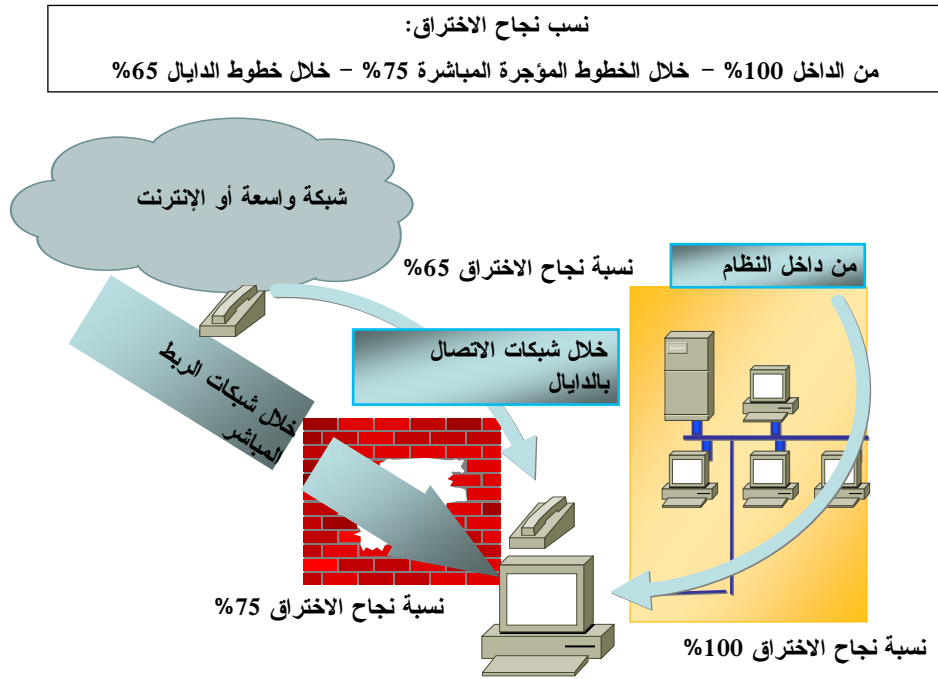 نسب نجاح الاختراق:
من الداخل 100% – خلال الخطوط المؤجرة المباشرة 75% – خلال خطوط الدايال 65%
شبكة واسعة أو الإنترنت
نسبة نجاح الاختراق 65%
من داخل النظام
خلال شبكات الاتصال
بالدايال
خلال شبكات الربط
المباشر
نسبة نجاح الاختراق 75%
نسبة نجاح الاختراق 100%